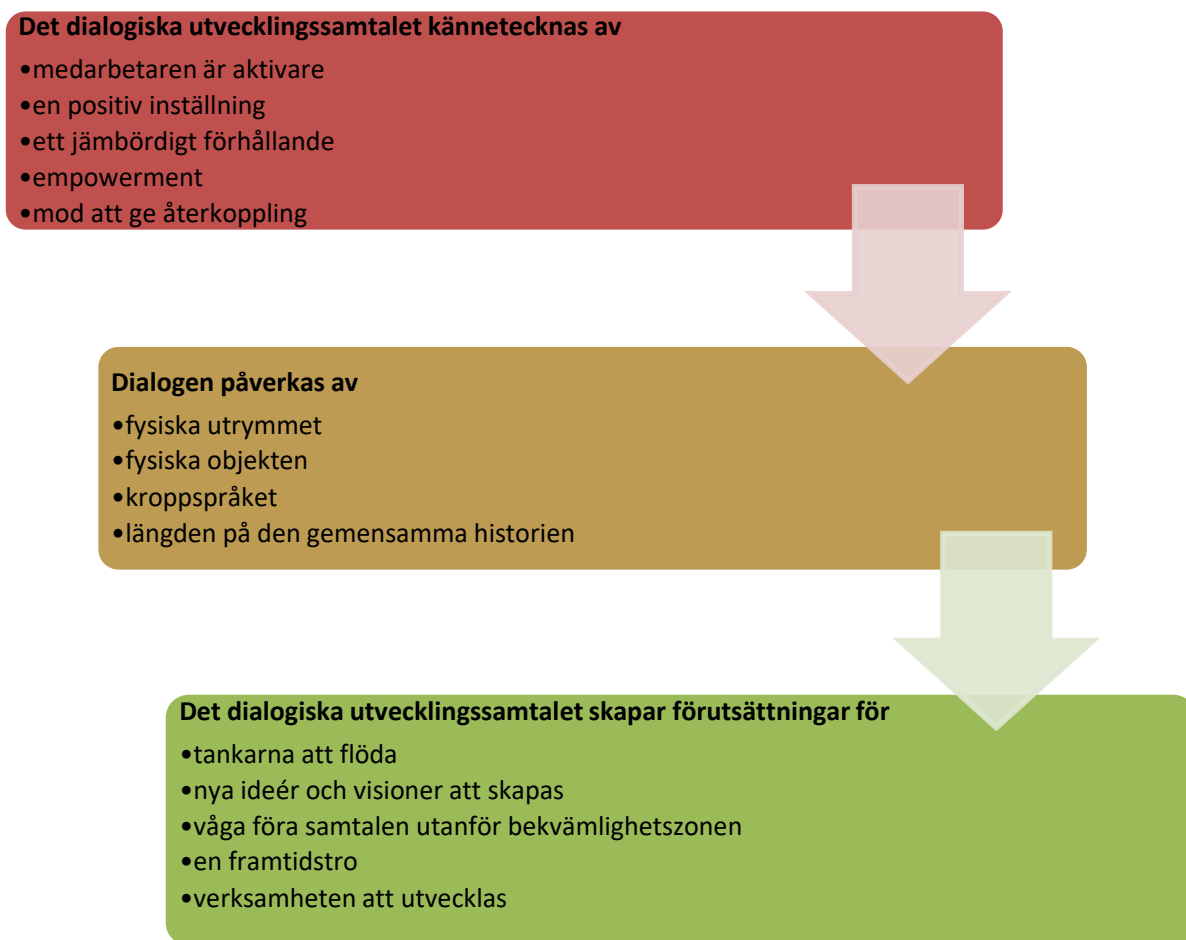 Det dialogiska utvecklingssamtalet kännetecknas av
•medarbetaren är aktivare
•en positiv inställning
•ett jämbördigt förhållande
•empowerment
•mod att ge återkoppling
Dialogen påverkas av
•fysiska utrymmet
•fysiska objekten
•kroppspråket
•längden på den gemensamma historien
Det dialogiska utvecklingssamtalet skapar förutsättningar för
•tankarna att flöda
•nya ideér och visioner att skapas
•våga föra samtalen utanför bekvämlighetszonen
•en framtidstro
•verksamheten att utvecklas